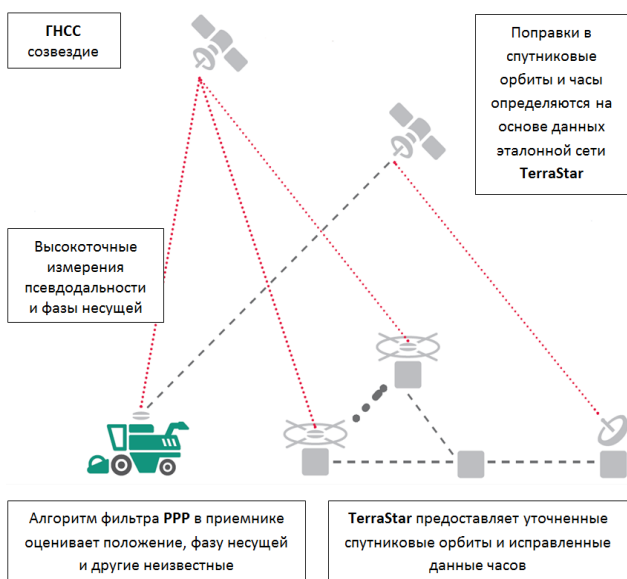 ГНСС
созвездие
Поправки в
спутниковые
орбиты и часы
определяются на
основе данных
эталонной сети
TerraStar
Высокоточные
измерения
псевдодальности
и фазы несущей
Алгоритм фильтра PPP в приемнике
оценивает положение, фазу несущей
и другие неизвестные
TerraStar предоставляет уточненные
спутниковые орбиты и исправленные
данные часов